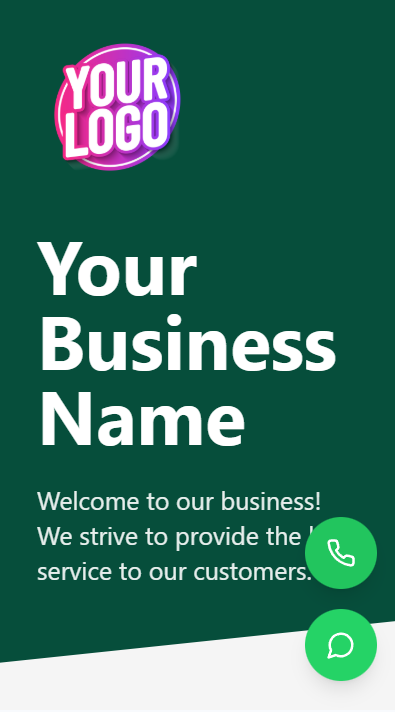 YOUR
LOGO
Your
Business
Name
Welcome to our business!
We strive to provide the
service to our customers.